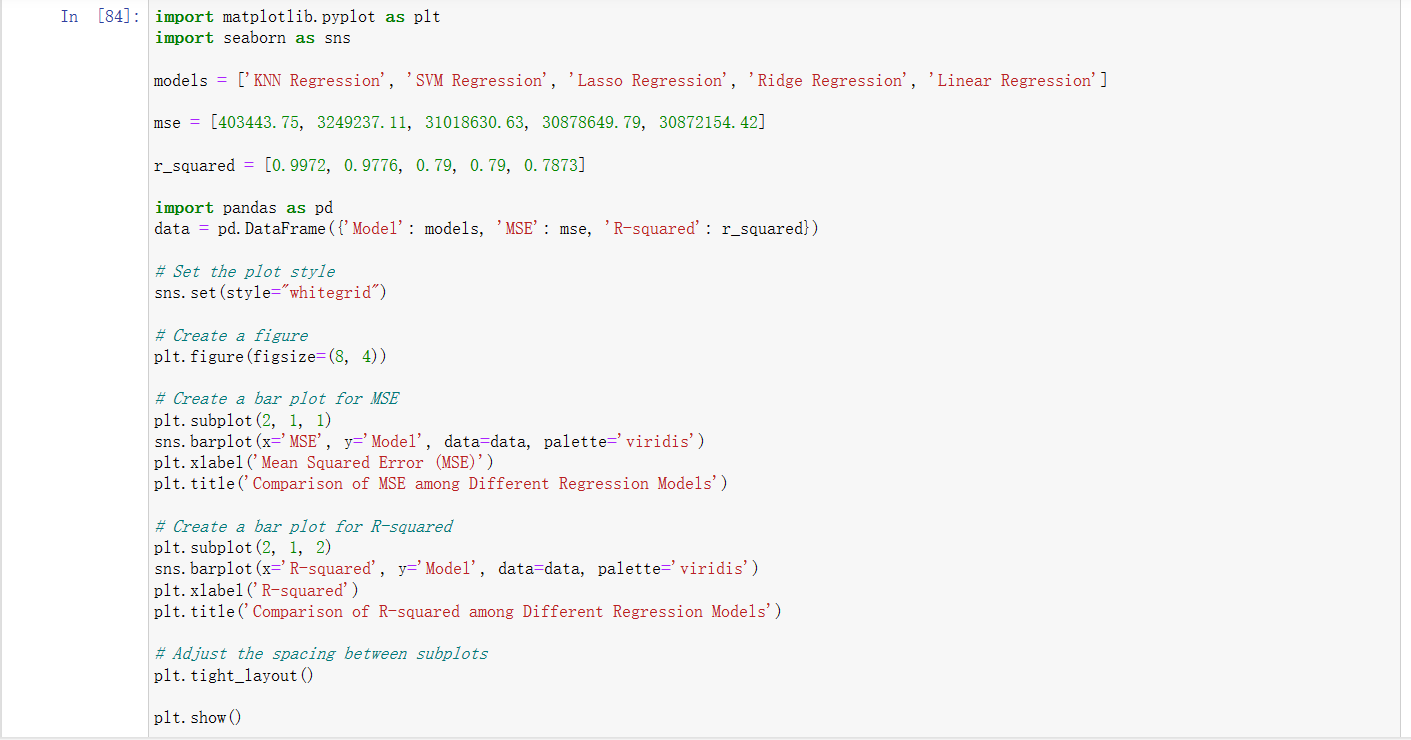 In [84]: import matplotlib.pyplot as plt
import seaborn as sns
models = ['KNN Regression', 'SVM Regression', 'Lasso Regression', 'Ridge Regression', 'Linear Regression']
mse = [403443.75, 3249237.11, 31018630.63, 30878649.79, 30872154.42]
r_squared = [0.9972, 0.9776, 0.79, 0.79, 0.7873]
import pandas as pd
data = pd.DataFrame({'Model': models, 'MSE': mse, 'R-squared': r_squared})
# Set the plot style
sns.set(style="whitegrid")
# Create a figure
plt.figure(figsize=(8, 4))
# Create a bar plot for MSE
plt.subplot(2, 1, 1)
sns.barplot(x='MSE', y='Model', data=data, palette='viridis')
plt.xlabel('Mean Squared Error (MSE)')
plt.title('Comparison of MSE among Different Regression Models')
# Create a bar plot for R-squared
plt.subplot(2, 1, 2)
sns.barplot(x='R-squared', y='Model', data=data, palette='viridis')
plt.xlabel('R-squared')
plt.title('Comparison of R-squared among Different Regression Models')
# Adjust the spacing between subplots
plt.tight_layout()
plt.show()